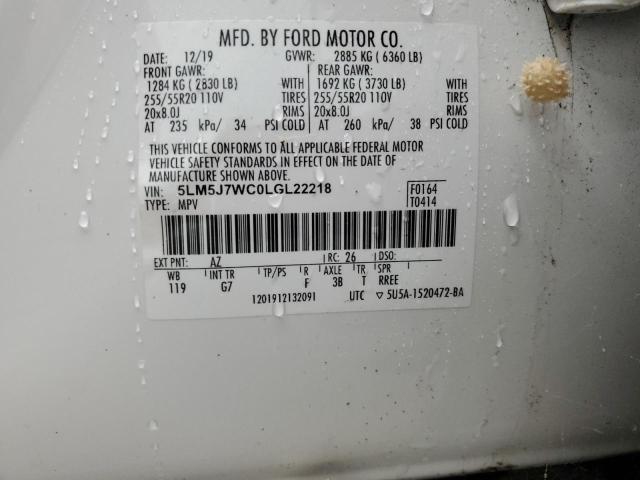 MFD. BY FORD MOTOR CO.
DATE: 12/19 GVWR: 2885 KG ( 6360 LB)
FRONT GAWR: REAR GAWR:
1284 KG ( 2830 LB) WITH 1692 KG ( 3730 LB) WITH
255/55R20 110V TIRES 255/55R20 110V TIRES
20x8.0J RIMS 20x8.0J RIMS
AT 235 kPa/ 34 PSI COLD AT 260 kPa/ 38 PSI COLD
THIS VEHICLE CONFORMS TO ALL APPLICABLE FEDERAL MOTOR
VEHICLE SAFETY STANDARDS IN EFFECT ON THE DATE OF
MANUFACTURE SHOWN ABOVE.
VIN: 5LM5J7WC0LGL22218 F0164
TYPE: MPV T0414
EXT PNT: AZ RC: 26 DSO:
WB INT TR TP/PS R AXLE TR SPR
119 G7 F 3B T RREE
1201912132091 UTC ▽ 5U5A-1520472-BA